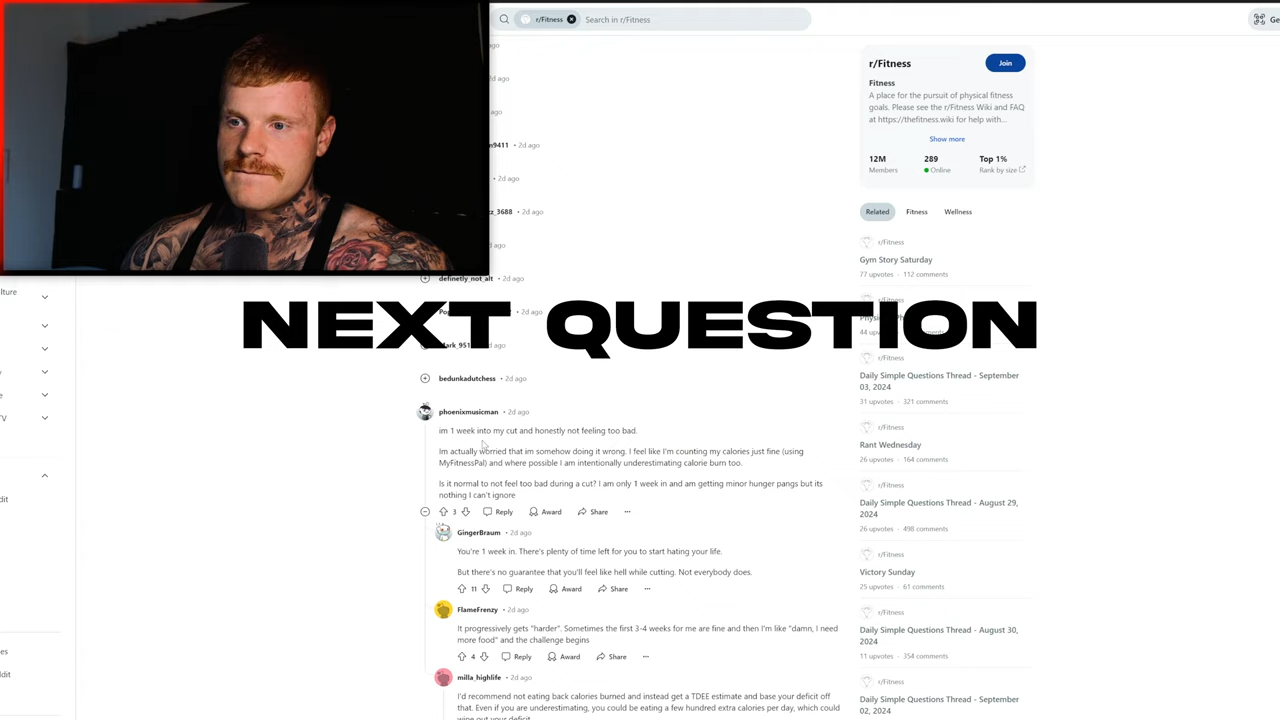 r/Fitness
Search in r/Fitness
Ge
ago
2d ago
ago
n9411 • 2d ago
• 2d ago
zz_3688 • 2d ago
ago
definetly_not_alt • 2d ago
• 2d ago
bedunkadutchess • 2d ago
NEXT QUESTION
phoenixmusicman • 2d ago
im 1 week into my cut and honestly not feeling too bad.
Im actually worried that im somehow doing it wrong. I feel like I'm counting my calories just fine (using
MyFitnessPal) and where possible I am intentionally underestimating calorie burn too.
Is it normal to not feel too bad during a cut? I am only 1 week in and am getting minor hunger pangs but its
nothing I can't ignore
3 Reply Award Share
GingerBraum • 2d ago
You're 1 week in. There's plenty of time left for you to start hating your life.
But there's no guarantee that you'll feel like hell while cutting. Not everybody does.
11 Reply Award Share
FlameFrenzy • 2d ago
It progressively gets "harder". Sometimes the first 3-4 weeks for me are fine and then I'm like "damn, I need
more food" and the challenge begins
4 Reply Award Share
milla_highlife • 2d ago
I'd recommend not eating back calories burned and instead get a TDEE estimate and base your deficit off
that. Even if you are underestimating, you could be eating a few hundred extra calories per day, which could
wipe out your deficit
r/Fitness
Join
Fitness
A place for the pursuit of physical fitness
goals. Please see the r/Fitness Wiki and FAQ
at https://thefitness.wiki for help with...
Show more
12M 289 Top 1%
Members Online Rank by size
Related Fitness Wellness
r/Fitness
Gym Story Saturday
77 upvotes · 112 comments
r/Fitness
44
r/Fitness
Daily Simple Questions Thread - September
03, 2024
31 upvotes · 321 comments
r/Fitness
Rant Wednesday
26 upvotes · 164 comments
r/Fitness
Daily Simple Questions Thread - August 29,
2024
26 upvotes · 498 comments
r/Fitness
Victory Sunday
25 upvotes · 61 comments
r/Fitness
Daily Simple Questions Thread - August 30,
2024
11 upvotes · 354 comments
r/Fitness
Daily Simple Questions Thread - September
02, 2024
lture
TV